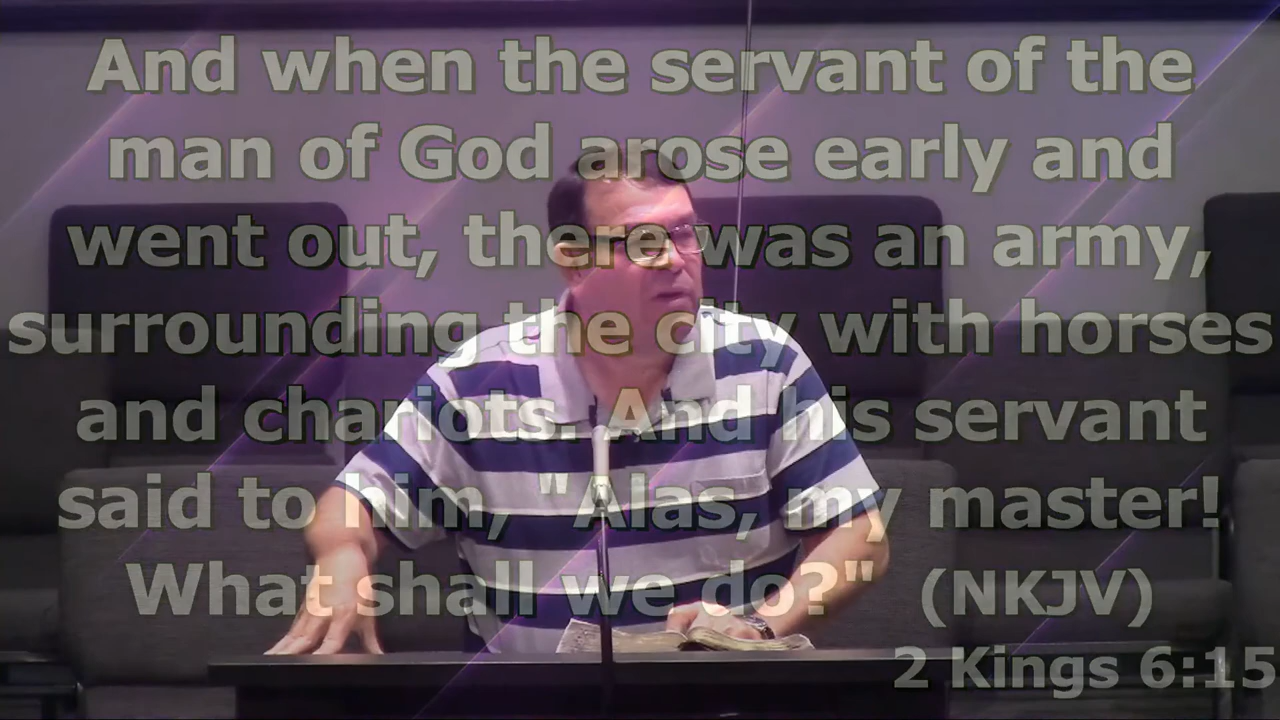 And when the servant of the
man of God arose early and
went out, there was an army,
surrounding the city with horses
and chariots. And his servant
said to him, "Alas, my master!
What shall we do?" (NKJV)
2 Kings 6:15